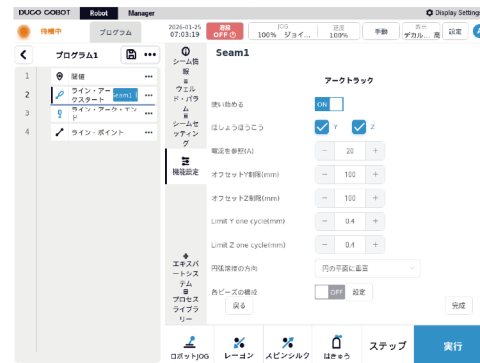 DUGO GOBOT
Robot
Manager
Display Settings
待機中
プログラム
2026-01-25
07:03:19
OFF
JOG
100% ジョイ...
速度
100%
手動
デカル... 高
設定
プログラム1
1 開催
2 ライン・アークスタート Seam1
3 ライン・アーク・エンド
4 ライン・ポイント
シーム情報
ウェルド・パラム
シームセッティング
機能設定
エキスパートシステム
プロセスライブラリー
Seam1
アークトラック
使い始める ON
ほしょうほうこう Y Z
電流を参照(A) − 20 +
オフセットY制限(mm) − 100 +
オフセットZ制限(mm) − 100 +
Limit Y one cycle(mm) − 0.4 +
Limit Z one cycle(mm) − 0.4 +
円弧溶接の方向 円の平面に垂直
各ビーズの構成 OFF 設定
戻る
完成
ロボットJOG
レーヨン
スピンシルク
はきゅう
ステップ
実行